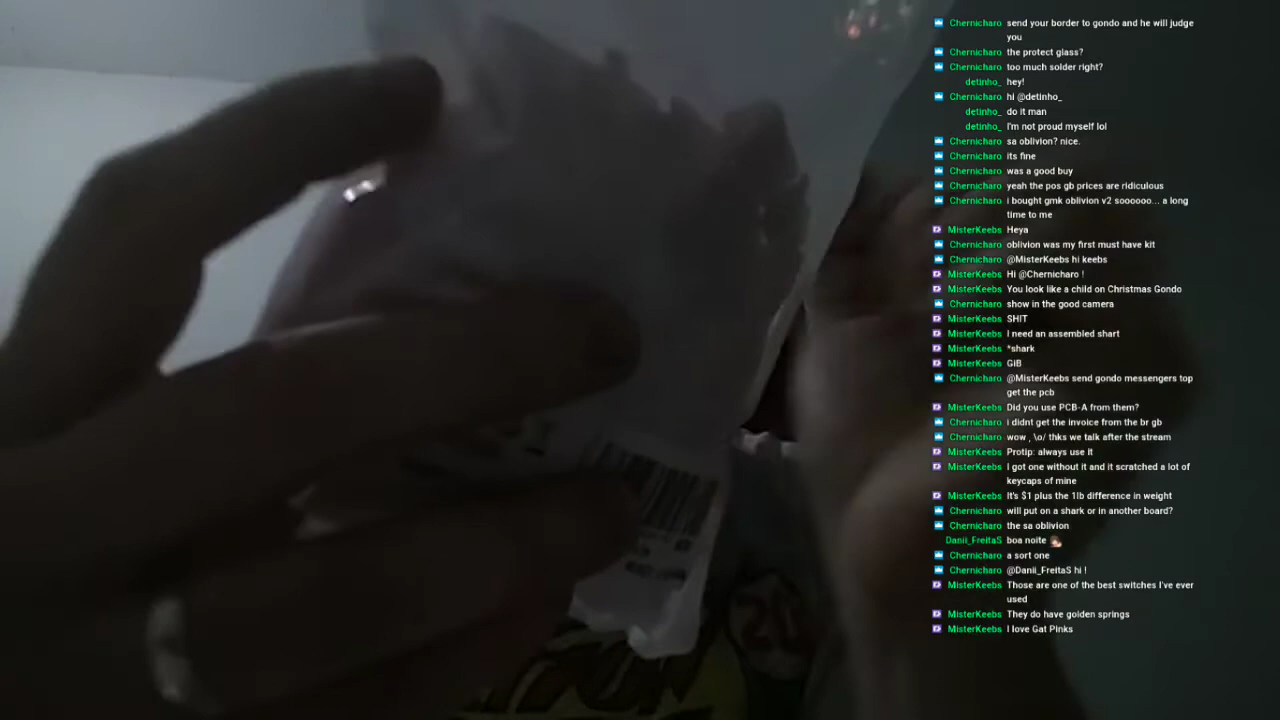 Chernicharo send your border to gondo and he will judge
you
Chernicharo the protect glass?
Chernicharo too much solder right?
detinho_ hey!
Chernicharo hi @detinho_
detinho_ do it man
detinho_ I'm not proud myself lol
Chernicharo sa oblivion? nice.
Chernicharo its fine
Chernicharo was a good buy
Chernicharo yeah the pos gb prices are ridiculous
Chernicharo i bought gmk oblivion v2 soooooo... a long
time to me
MisterKeebs Heya
Chernicharo oblivion was my first must have kit
Chernicharo @MisterKeebs hi keebs
MisterKeebs Hi @Chernicharo !
MisterKeebs You look like a child on Christmas Gondo
Chernicharo show in the good camera
MisterKeebs SHIT
MisterKeebs I need an assembled shart
MisterKeebs *shark
MisterKeebs GiB
Chernicharo @MisterKeebs send gondo messengers top
get the pcb
MisterKeebs Did you use PCB-A from them?
Chernicharo i didnt get the invoice from the br gb
Chernicharo wow , \o/ thks we talk after the stream
MisterKeebs Protip: always use it
MisterKeebs I got one without it and it scratched a lot of
keycaps of mine
MisterKeebs It's $1 plus the 1lb difference in weight
Chernicharo will put on a shark or in another board?
Chernicharo the sa oblivion
Danii_FreitaS boa noite
Chernicharo a sort one
Chernicharo @Danii_FreitaS hi !
MisterKeebs Those are one of the best switches I've ever
used
MisterKeebs They do have golden springs
MisterKeebs I love Gat Pinks